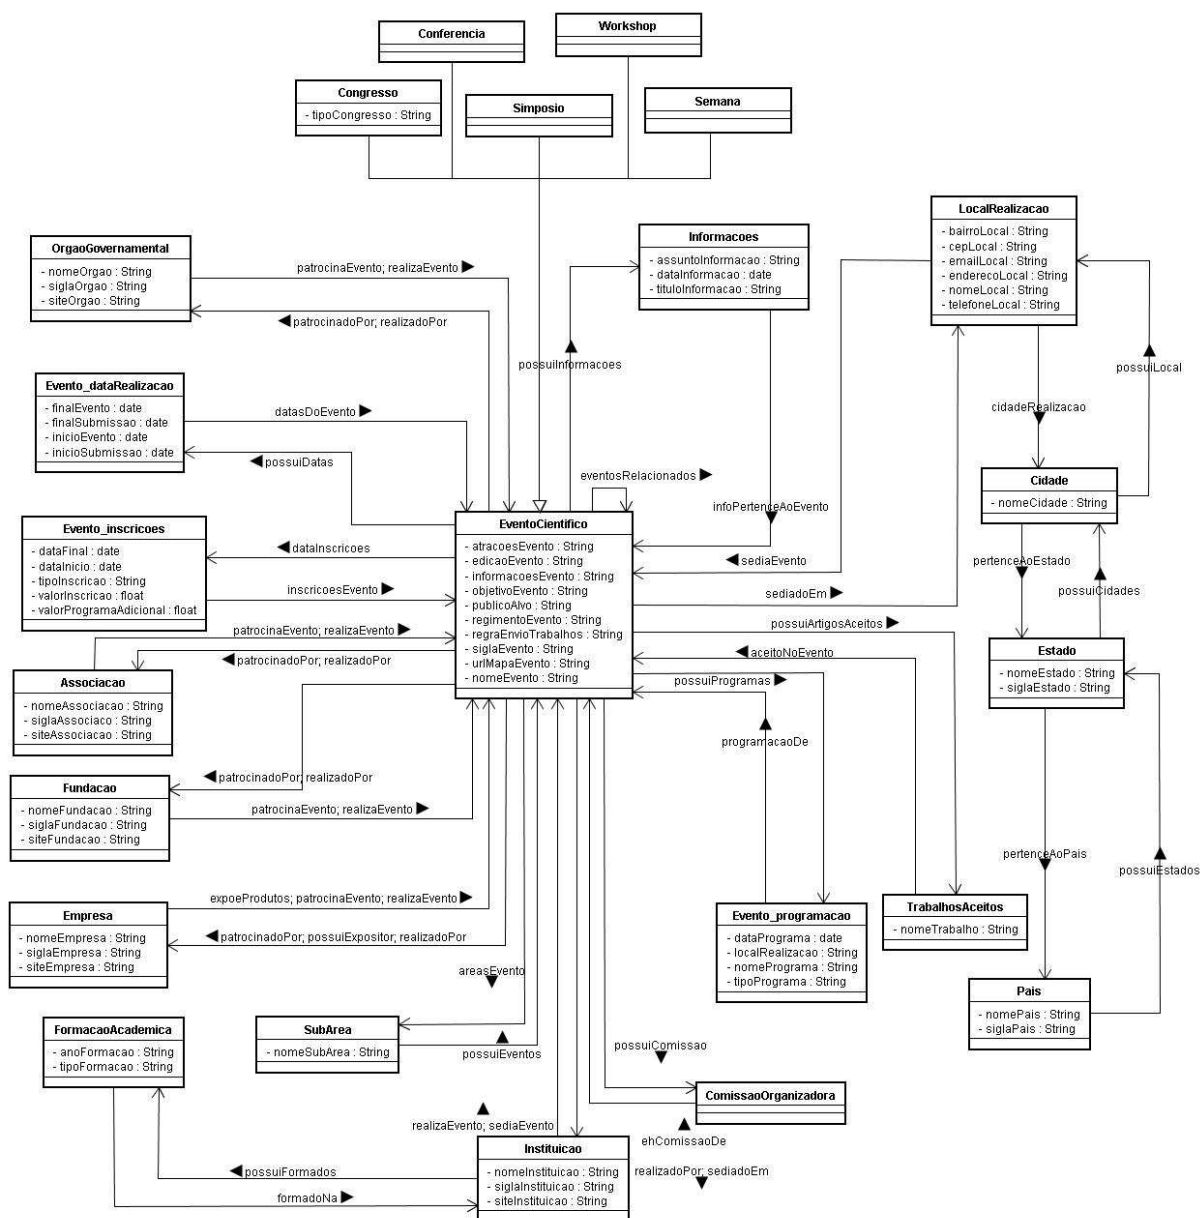 Conferencia
Workshop
Congresso
- tipoCongresso : String
Simposio
Semana
OrgaoGovernamental
- nomeOrgao : String
- siglaOrgao : String
- siteOrgao : String
patrocinaEvento; realizaEvento
patrocinadoPor; realizadoPor
Informacoes
- assuntoInformacao : String
- dataInformacao : date
- tituloInformacao : String
LocalRealizacao
- bairroLocal : String
- cepLocal : String
- emailLocal : String
- enderecoLocal : String
- nomeLocal : String
- telefoneLocal : String
possuiInformacoes
possuiLocal
cidadeRealizacao
Evento_dataRealizacao
- finalEvento : date
- finalSubmissao : date
- inicioEvento : date
- inicioSubmissao : date
datasDoEvento
possuiDatas
eventosRelacionados
infoPertenceAoEvento
Cidade
- nomeCidade : String
Evento_inscricoes
- dataFinal : date
- dataInicio : date
- tipoInscricao : String
- valorInscricao : float
- valorProgramaAdicional : float
dataInscricoes
inscricoesEvento
EventoCientifico
- atracoesEvento : String
- edicaoEvento : String
- informacoesEvento : String
- objetivoEvento : String
- publicoAlvo : String
- regimentoEvento : String
- regraEnvioTrabalhos : String
- siglaEvento : String
- urlMapaEvento : String
- nomeEvento : String
sediaEvento
sediadoEm
pertenceAoEstado
possuiCidades
possuiArtigosAceitos
aceitoNoEvento
possuiProgramas
programacaoDe
patrocinaEvento; realizaEvento
patrocinadoPor; realizadoPor
Associacao
- nomeAssociacao : String
- siglaAssociacao : String
- siteAssociacao : String
Estado
- nomeEstado : String
- siglaEstado : String
patrocinadoPor; realizadoPor
Fundacao
- nomeFundacao : String
- siglaFundacao : String
- siteFundacao : String
patrocinaEvento; realizaEvento
pertenceAoPais
possuiEstados
expoeProdutos; patrocinaEvento; realizaEvento
Empresa
- nomeEmpresa : String
- siglaEmpresa : String
- siteEmpresa : String
patrocinadoPor; possuiExpositor; realizadoPor
areasEvento
Evento_programacao
- dataPrograma : date
- localRealizacao : String
- nomePrograma : String
- tipoPrograma : String
TrabalhosAceitos
- nomeTrabalho : String
Pais
- nomePais : String
- siglaPais : String
FormacaoAcademica
- anoFormacao : String
- tipoFormacao : String
SubArea
- nomeSubArea : String
possuiEventos
possuiComissao
ComissaoOrganizadora
realizaEvento; sediaEvento
ehComissaoDe
Instituicao
- nomeInstituicao : String
- siglaInstituicao : String
- siteInstituicao : String
realizadoPor; sediadoEm
possuiFormados
formadoNa